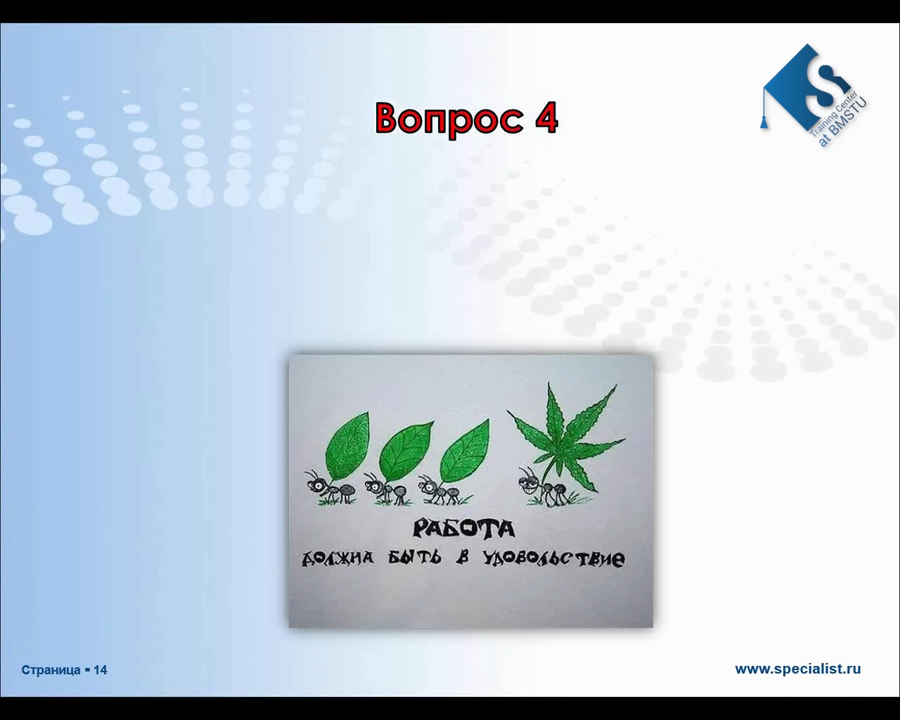 Вопрос 4
S
Training Center
at BMSTU
РАБОТА
ДОЛЖНА БЫТЬ В УДОВОЛЬСТВИЕ
Страница ▪ 14
www.specialist.ru